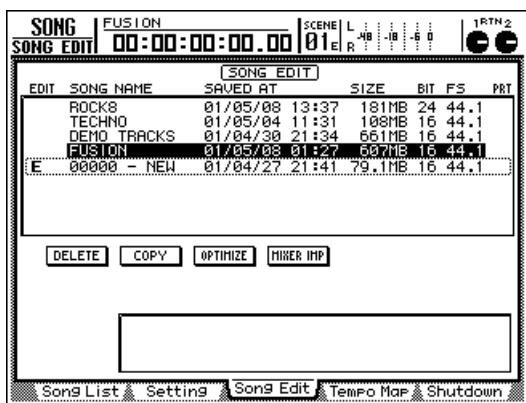 SONG FUSION SCENE L 1RTN2
SONG EDIT 00:00:00:00.00 01E R -48 -18 -6 0
SONG EDIT
EDIT SONG NAME SAVED AT SIZE BIT FS PRT
ROCK8 01/05/08 13:37 181MB 24 44.1
TECHNO 01/05/04 11:31 108MB 16 44.1
DEMO TRACKS 01/04/30 21:34 661MB 16 44.1
FUSION 01/05/08 01:27 607MB 16 44.1
E 00000 - NEW 01/04/27 21:41 79.1MB 16 44.1
DELETE COPY OPTIMIZE MIXER IMP
Song List Setting Song Edit Tempo Map Shutdown